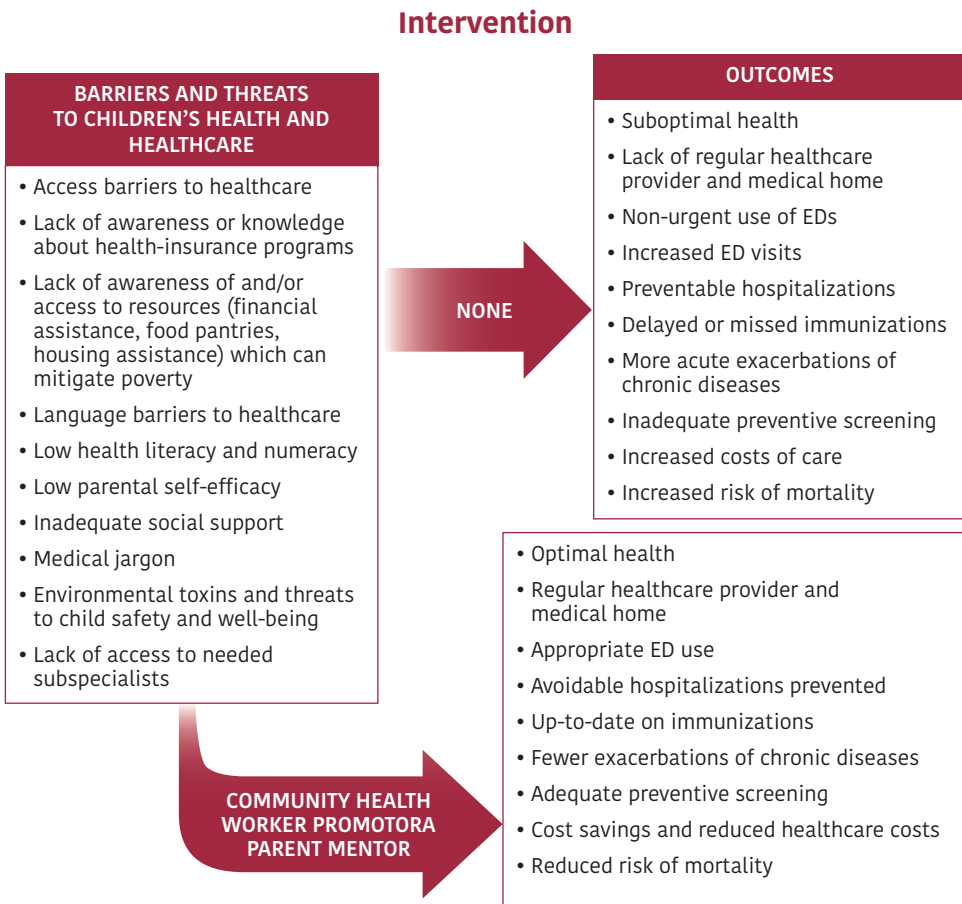 Intervention
BARRIERS AND THREATS
TO CHILDREN'S HEALTH AND
HEALTHCARE
• Access barriers to healthcare
• Lack of awareness or knowledge
about health-insurance programs
• Lack of awareness of and/or
access to resources (financial
assistance, food pantries,
housing assistance) which can
mitigate poverty
• Language barriers to healthcare
• Low health literacy and numeracy
• Low parental self-efficacy
• Inadequate social support
• Medical jargon
• Environmental toxins and threats
to child safety and well-being
• Lack of access to needed
subspecialists
NONE
OUTCOMES
• Suboptimal health
• Lack of regular healthcare
provider and medical home
• Non-urgent use of EDs
• Increased ED visits
• Preventable hospitalizations
• Delayed or missed immunizations
• More acute exacerbations of
chronic diseases
• Inadequate preventive screening
• Increased costs of care
• Increased risk of mortality
COMMUNITY HEALTH
WORKER PROMOTORA
PARENT MENTOR
• Optimal health
• Regular healthcare provider and
medical home
• Appropriate ED use
• Avoidable hospitalizations prevented
• Up-to-date on immunizations
• Fewer exacerbations of chronic diseases
• Adequate preventive screening
• Cost savings and reduced healthcare costs
• Reduced risk of mortality